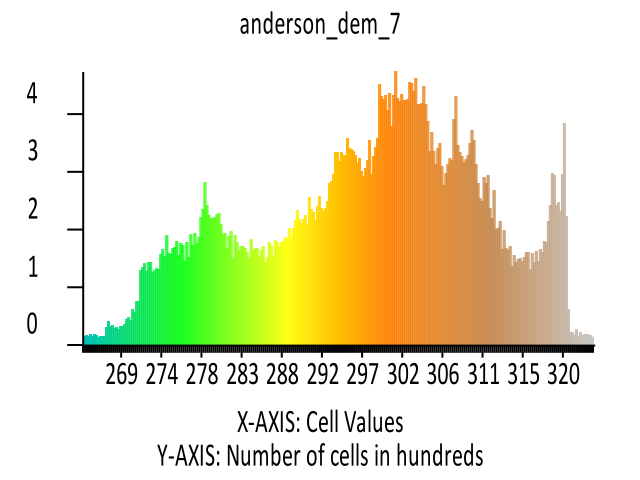 anderson_dem_7
4
3
2
1
0
269 274 278 283 288 292 297 302 306 311 315 320
X-AXIS: Cell Values
Y-AXIS: Number of cells in hundreds